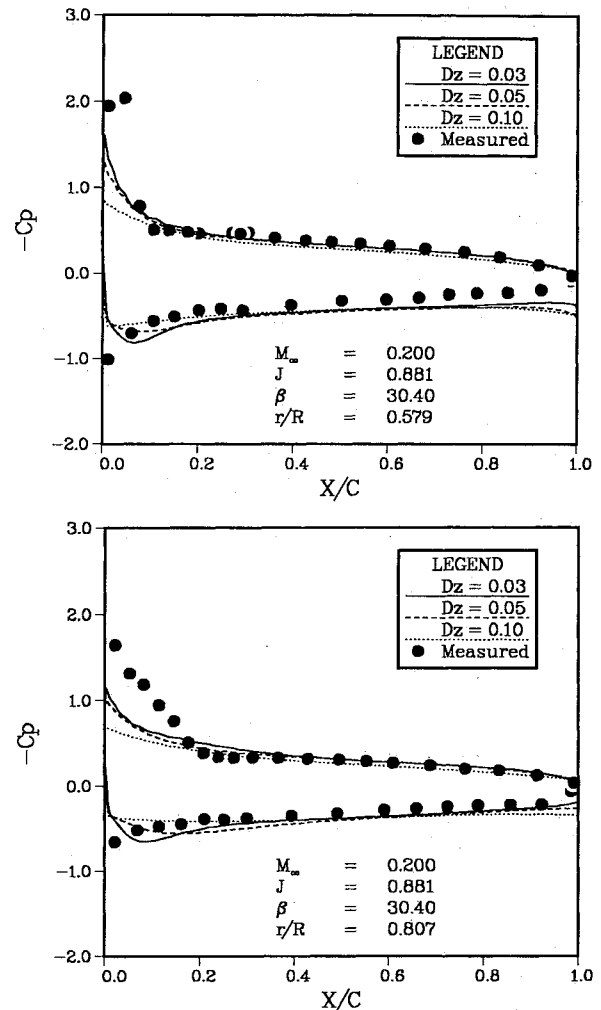 3.0
2.0
1.0
0.0
−1.0
−2.0
−Cp
LEGEND
Dz = 0.03
Dz = 0.05
Dz = 0.10
Measured
M∞ = 0.200
J = 0.881
β = 30.40
r/R = 0.579
0.0 0.2 0.4 0.6 0.8 1.0
X/C
3.0
2.0
1.0
0.0
−1.0
−2.0
−Cp
LEGEND
Dz = 0.03
Dz = 0.05
Dz = 0.10
Measured
M∞ = 0.200
J = 0.881
β = 30.40
r/R = 0.807
0.0 0.2 0.4 0.6 0.8 1.0
X/C